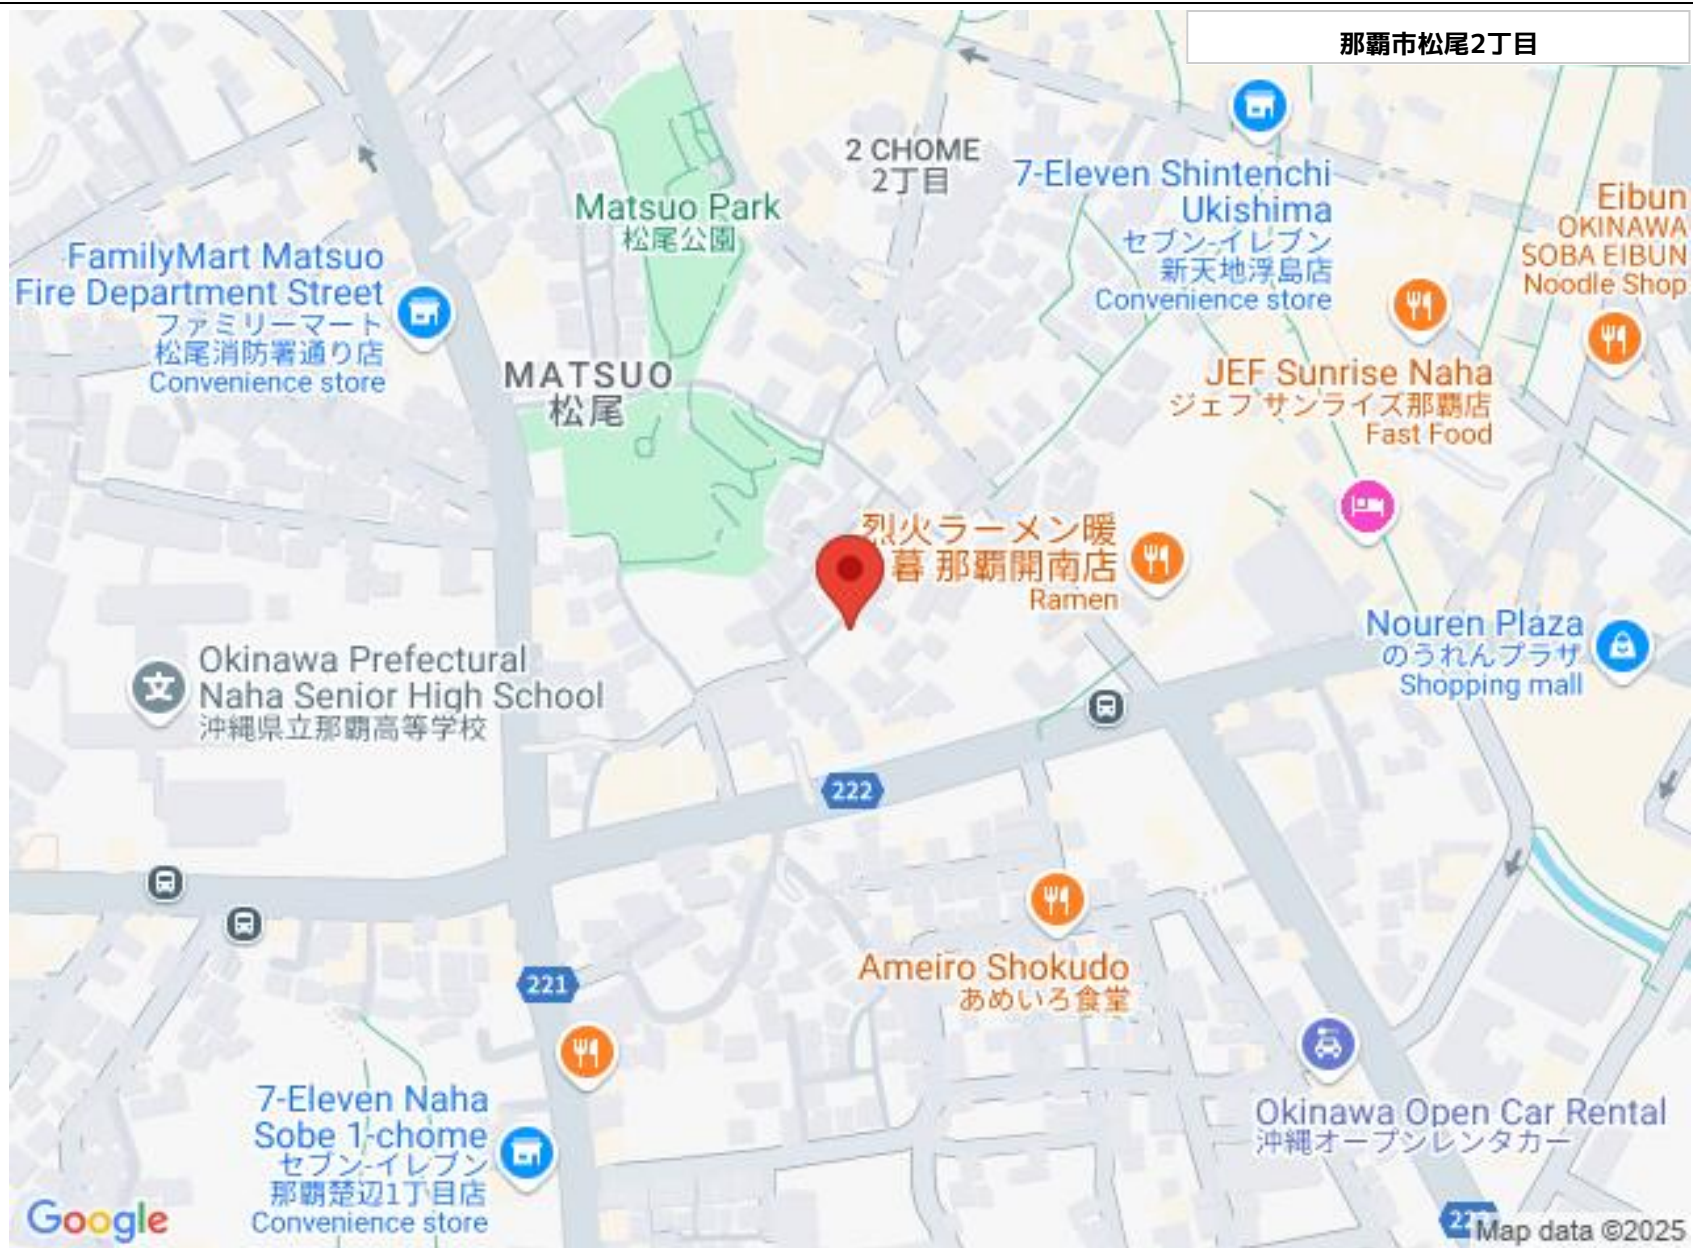 那覇市松尾2丁目
2 CHOME
2丁目
7-Eleven Shintenchi
Ukishima
セブン-イレブン
新天地浮島店
Convenience store
Eibun
OKINAWA
SOBA EIBUN
Noodle Shop
Matsuo Park
松尾公園
FamilyMart Matsuo
Fire Department Street
ファミリーマート
松尾消防署通り店
Convenience store
MATSUO
松尾
JEF Sunrise Naha
ジェフ サンライズ那覇店
Fast Food
烈火ラーメン暖
暮 那覇開南店
Ramen
Nouren Plaza
のうれんプラザ
Shopping mall
Okinawa Prefectural
Naha Senior High School
沖縄県立那覇高等学校
222
Ameiro Shokudo
あめいろ食堂
221
7-Eleven Naha
Sobe 1-chome
セブン-イレブン
那覇楚辺1丁目店
Convenience store
Okinawa Open Car Rental
沖縄オープンレンタカー
Google
Map data ©2025